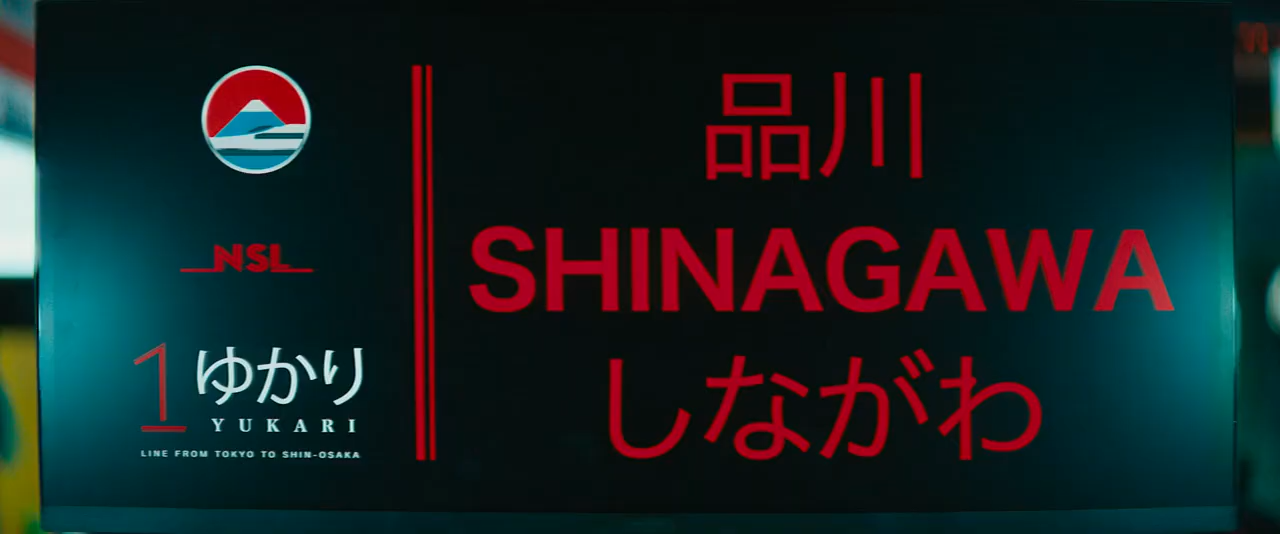 NSL
1 ゆかり
YUKARI
LINE FROM TOKYO TO SHIN-OSAKA
品川
SHINAGAWA
しながわ